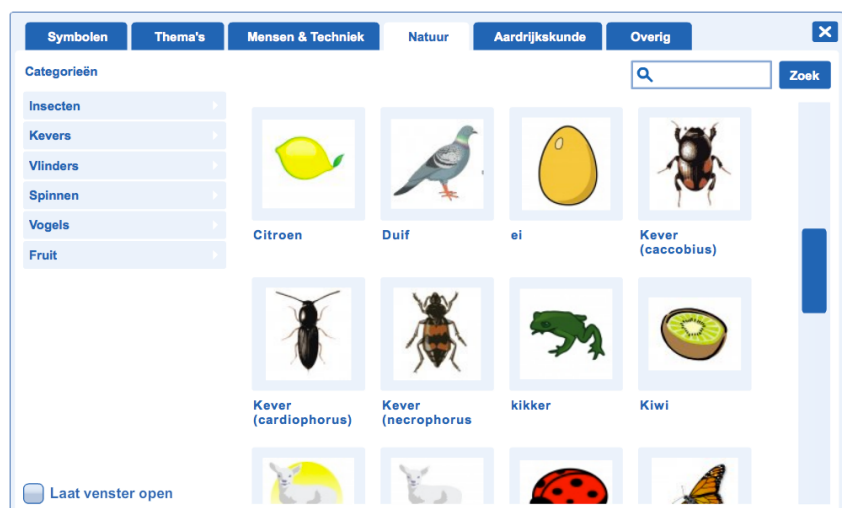 Symbolen
Thema's
Mensen & Techniek
Natuur
Aardrijkskunde
Overig
Categorieën
Zoek
Insecten
Kevers
Vlinders
Spinnen
Vogels
Fruit
Citroen
Duif
ei
Kever
(caccobius)
Kever
(cardiophorus)
Kever
(necrophorus
kikker
Kiwi
Laat venster open